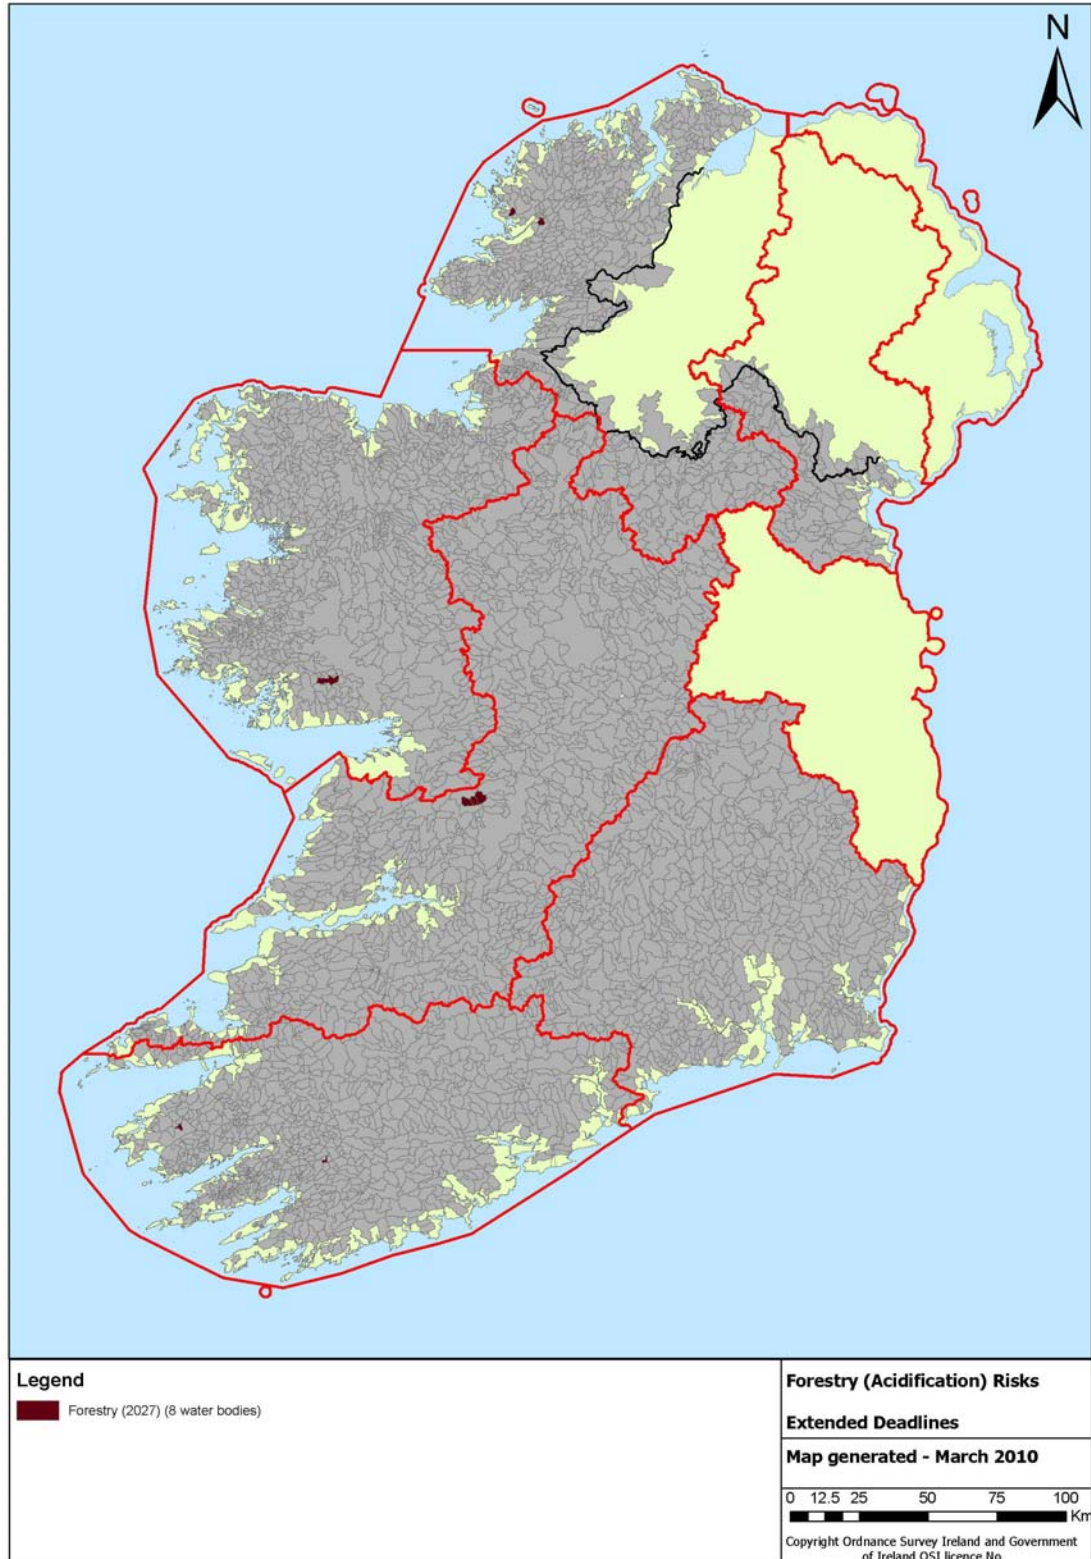 N
Legend
Forestry (2027) (8 water bodies)
Forestry (Acidification) Risks
Extended Deadlines
Map generated - March 2010
0 12.5 25 50 75 100
Km
Copyright Ordnance Survey Ireland and Government
of Ireland OSI licence No